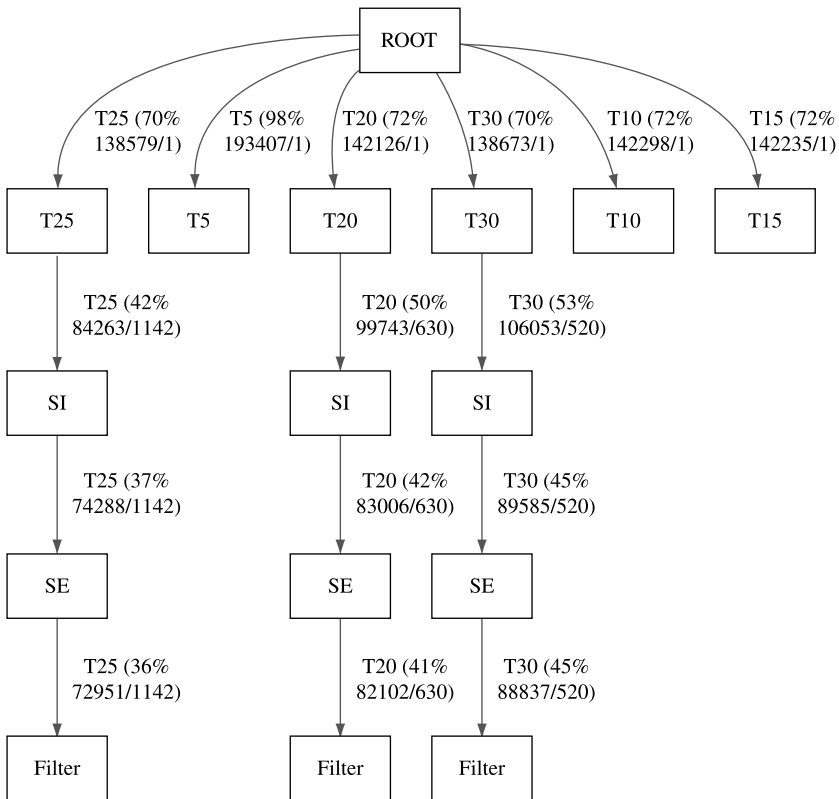 ROOT
T25 (70%
138579/1)
T5 (98%
193407/1)
T20 (72%
142126/1)
T30 (70%
138673/1)
T10 (72%
142298/1)
T15 (72%
142235/1)
T25
T5
T20
T30
T10
T15
T25 (42%
84263/1142)
T20 (50%
99743/630)
T30 (53%
106053/520)
SI
SI
SI
T25 (37%
74288/1142)
T20 (42%
83006/630)
T30 (45%
89585/520)
SE
SE
SE
T25 (36%
72951/1142)
T20 (41%
82102/630)
T30 (45%
88837/520)
Filter
Filter
Filter